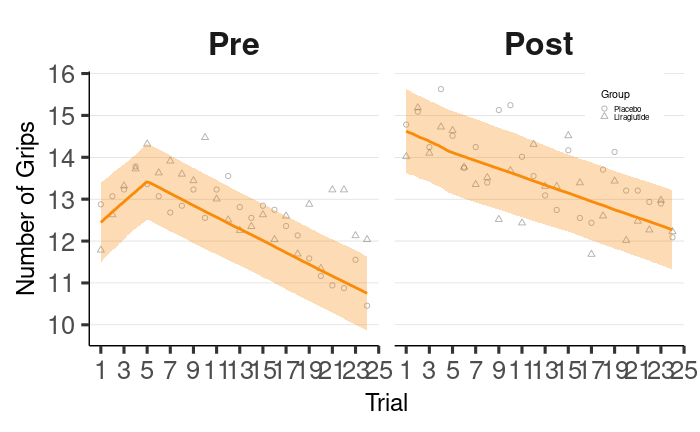 Pre Post
Number of Grips
16
15
14
13
12
11
10
Group
Placebo
Liraglutide
1 3 5 7 9 11 13 15 17 19 21 23 25 1 3 5 7 9 11 13 15 17 19 21 23 25
Trial